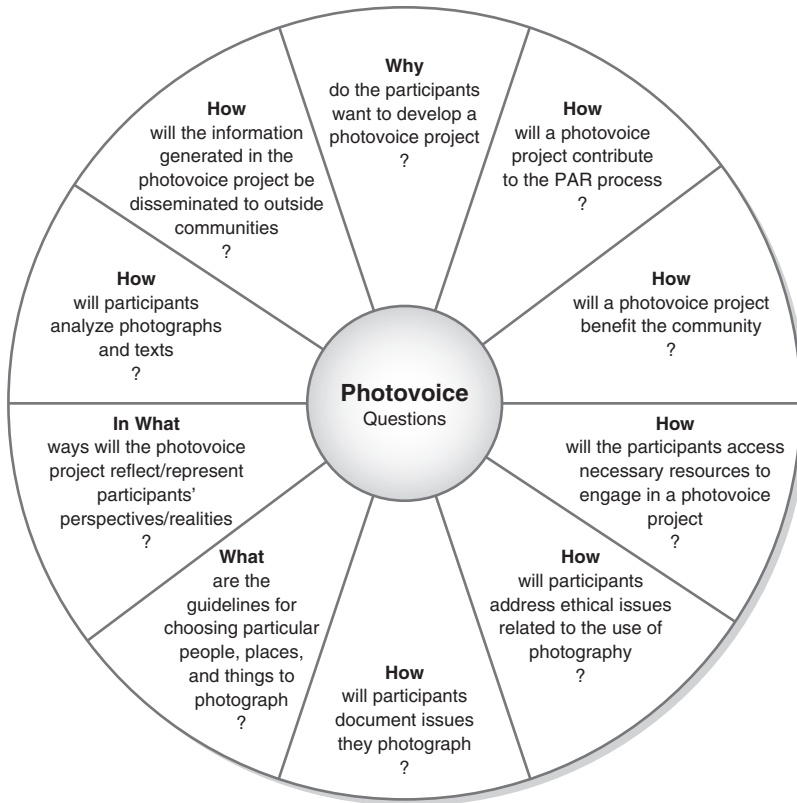 Photovoice
Questions
Why
do the participants
want to develop a
photovoice project
?
How
will a photovoice
project contribute
to the PAR process
?
How
will a photovoice project
benefit the community
?
How
will the participants access
necessary resources to
engage in a photovoice
project
?
How
will participants
address ethical issues
related to the use of
photography
?
How
will participants
document issues
they photograph
?
What
are the
guidelines for
choosing particular
people, places,
and things to
photograph
?
In What
ways will the photovoice
project reflect/represent
participants’
perspectives/realities
?
How
will participants
analyze photographs
and texts
?
How
will the information
generated in the
photovoice project be
disseminated to outside
communities
?